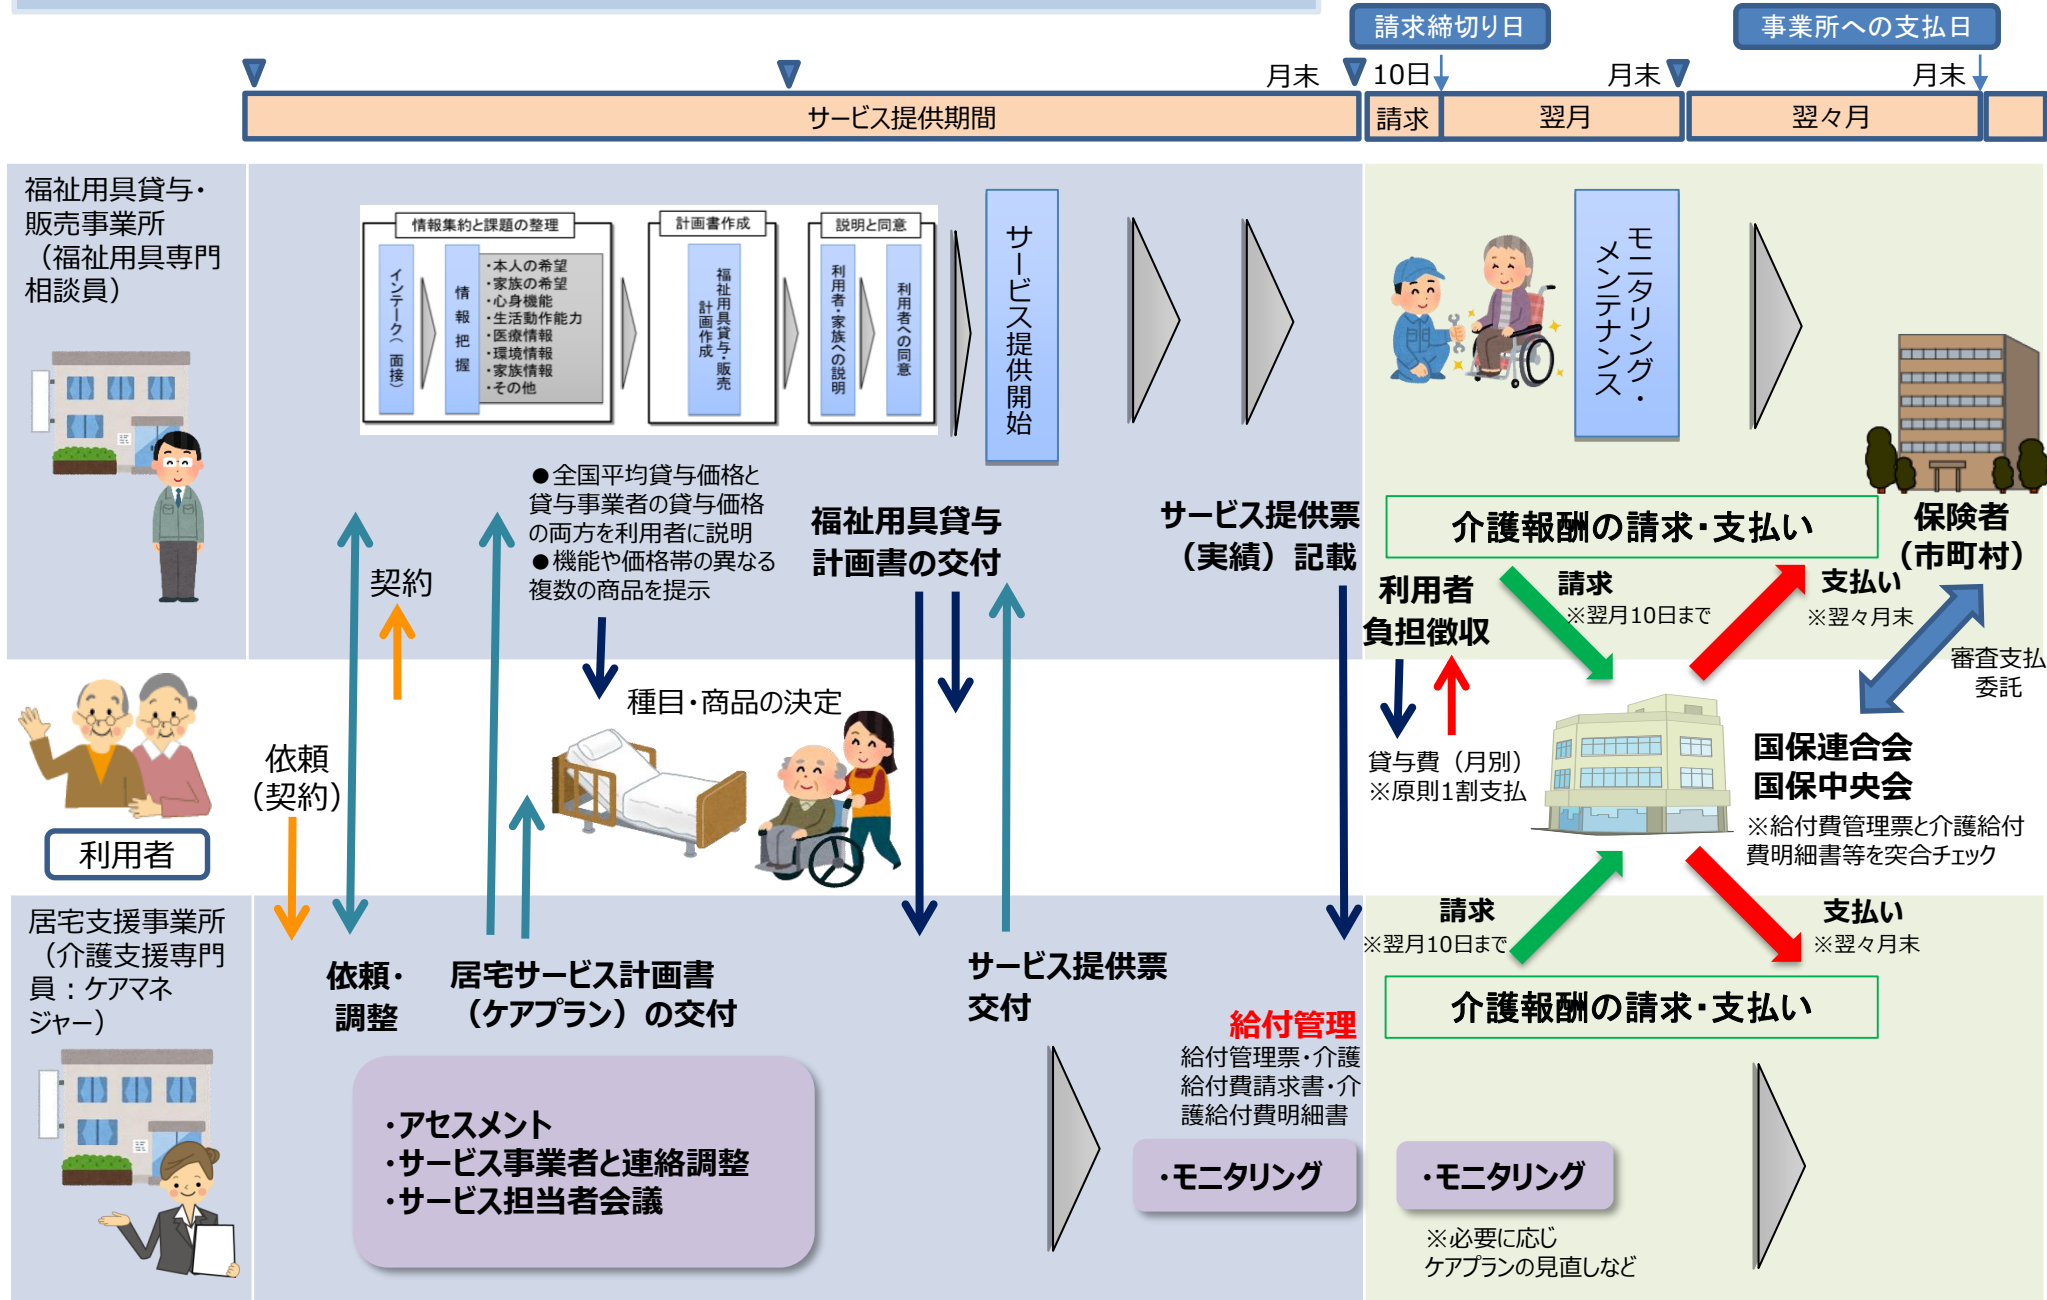 請求締切り日
事業所への支払日
月末
10日
月末
月末
サービス提供期間
請求
翌月
翌々月
福祉用具貸与・
販売事業所
（福祉用具専門
相談員）
情報集約と課題の整理
インテーク（面接）
情報把握
・本人の希望
・家族の希望
・心身機能
・生活動作能力
・医療情報
・環境情報
・家族情報
・その他
計画書作成
福祉用具貸与・販売
計画作成
説明と同意
利用者・家族への説明
利用者への同意
サービス提供開始
モニタリング・
メンテナンス
●全国平均貸与価格と
貸与事業者の貸与価格
の両方を利用者に説明
●機能や価格帯の異なる
複数の商品を提示
福祉用具貸与
計画書の交付
サービス提供票
（実績）記載
介護報酬の請求・支払い
保険者
（市町村）
契約
利用者
負担徴収
請求
※翌月10日まで
支払い
※翌々月末
審査支払
委託
種目・商品の決定
依頼
（契約）
貸与費（月別）
※原則1割支払
国保連合会
国保中央会
※給付費管理票と介護給付
費明細書等を突合チェック
利用者
居宅支援事業所
（介護支援専門
員：ケアマネ
ジャー）
依頼・
調整
居宅サービス計画書
（ケアプラン）の交付
サービス提供票
交付
請求
※翌月10日まで
支払い
※翌々月末
介護報酬の請求・支払い
給付管理
給付管理票・介護
給付費請求書・介
護給付費明細書
・アセスメント
・サービス事業者と連絡調整
・サービス担当者会議
・モニタリング
・モニタリング
※必要に応じ
ケアプランの見直しなど